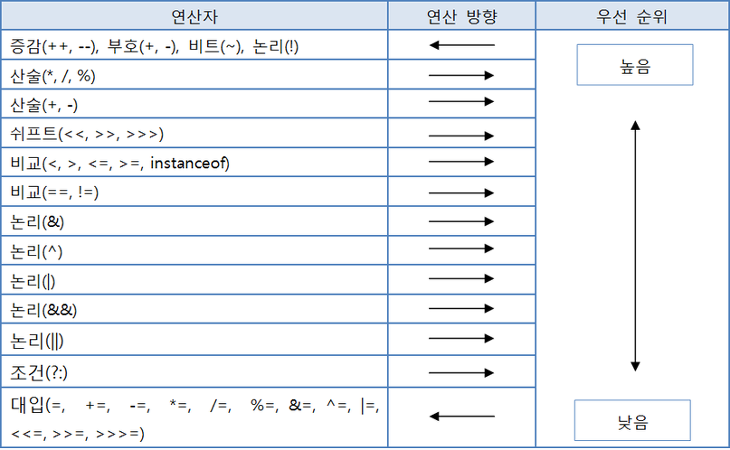 연산자 연산 방향 우선 순위
증감(++, --), 부호(+, -), 비트(~), 논리(!)
높음
산술(*, /, %)
산술(+, -)
쉬프트(<<, >>, >>>)
비교(<, >, <=, >=, instanceof)
비교(==, !=)
논리(&)
논리(^)
논리(|)
논리(&&)
논리(||)
조건(?:)
대입(=, +=, -=, *=, /=, %=, &=, ^=, |=,
<<=, >>=, >>>=)
낮음